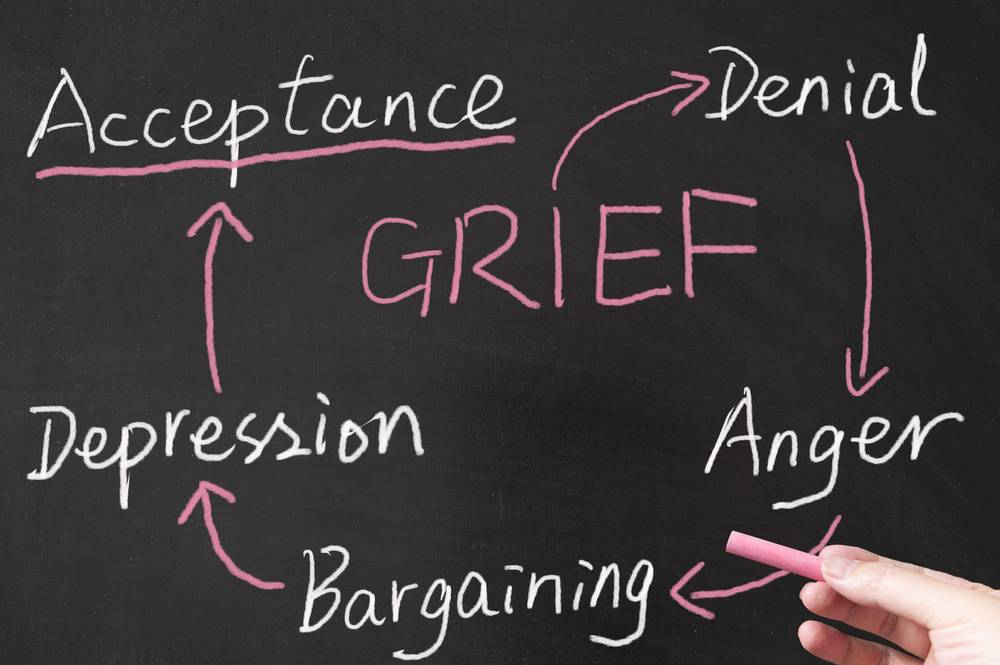 Acceptance
Denial
GRIEF
Depression
Anger
Bargaining